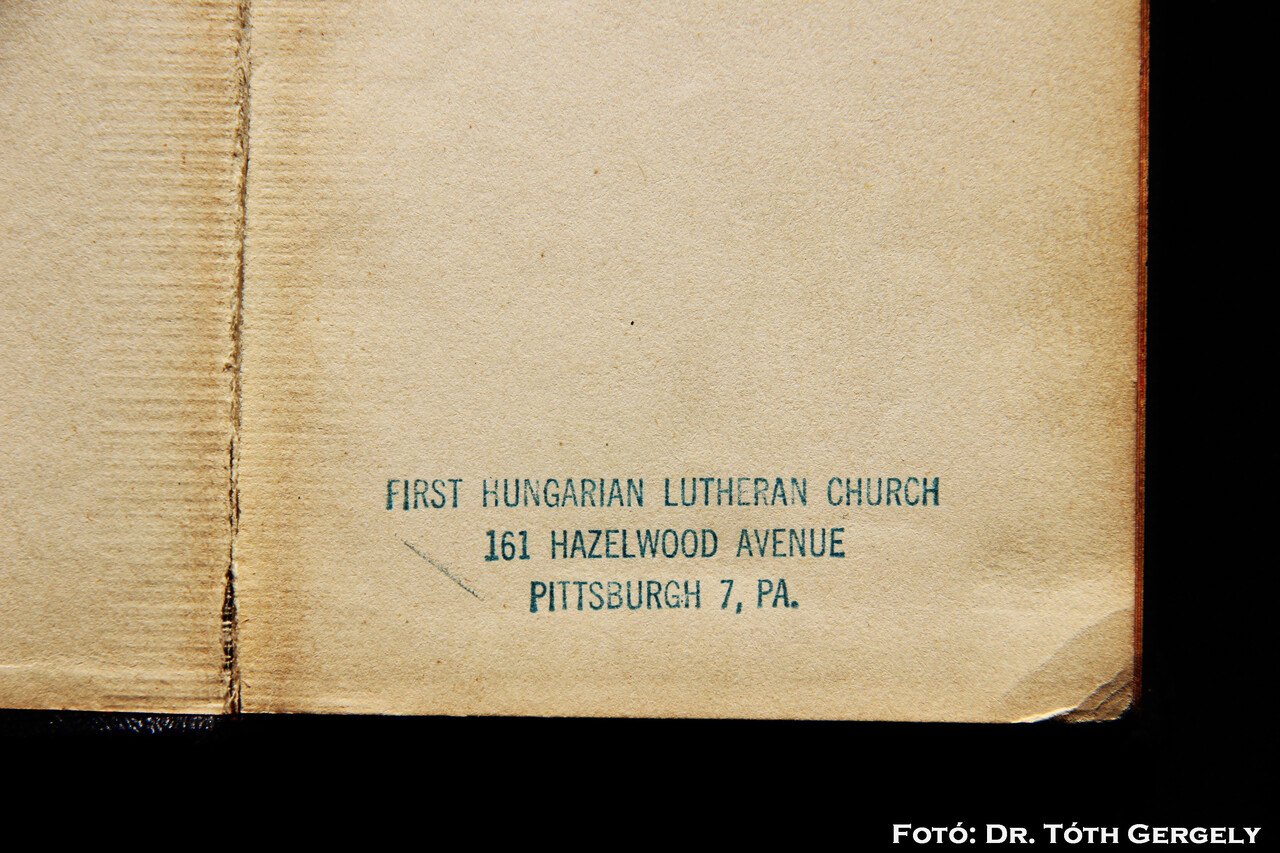 FIRST HUNGARIAN LUTHERAN CHURCH
161 HAZELWOOD AVENUE
PITTSBURGH 7, PA.
FOTÓ: DR. TÓTH GERGELY